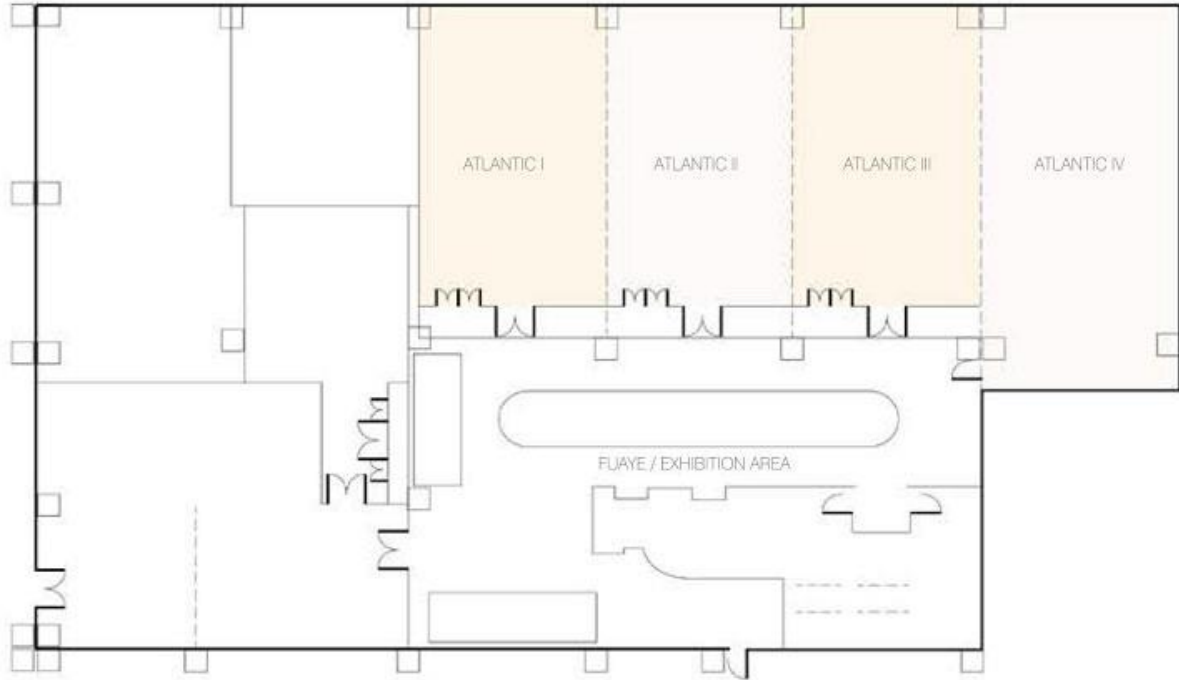 ATLANTIC I
ATLANTIC II
ATLANTIC III
ATLANTIC IV
FUAYE / EXHIBITION AREA